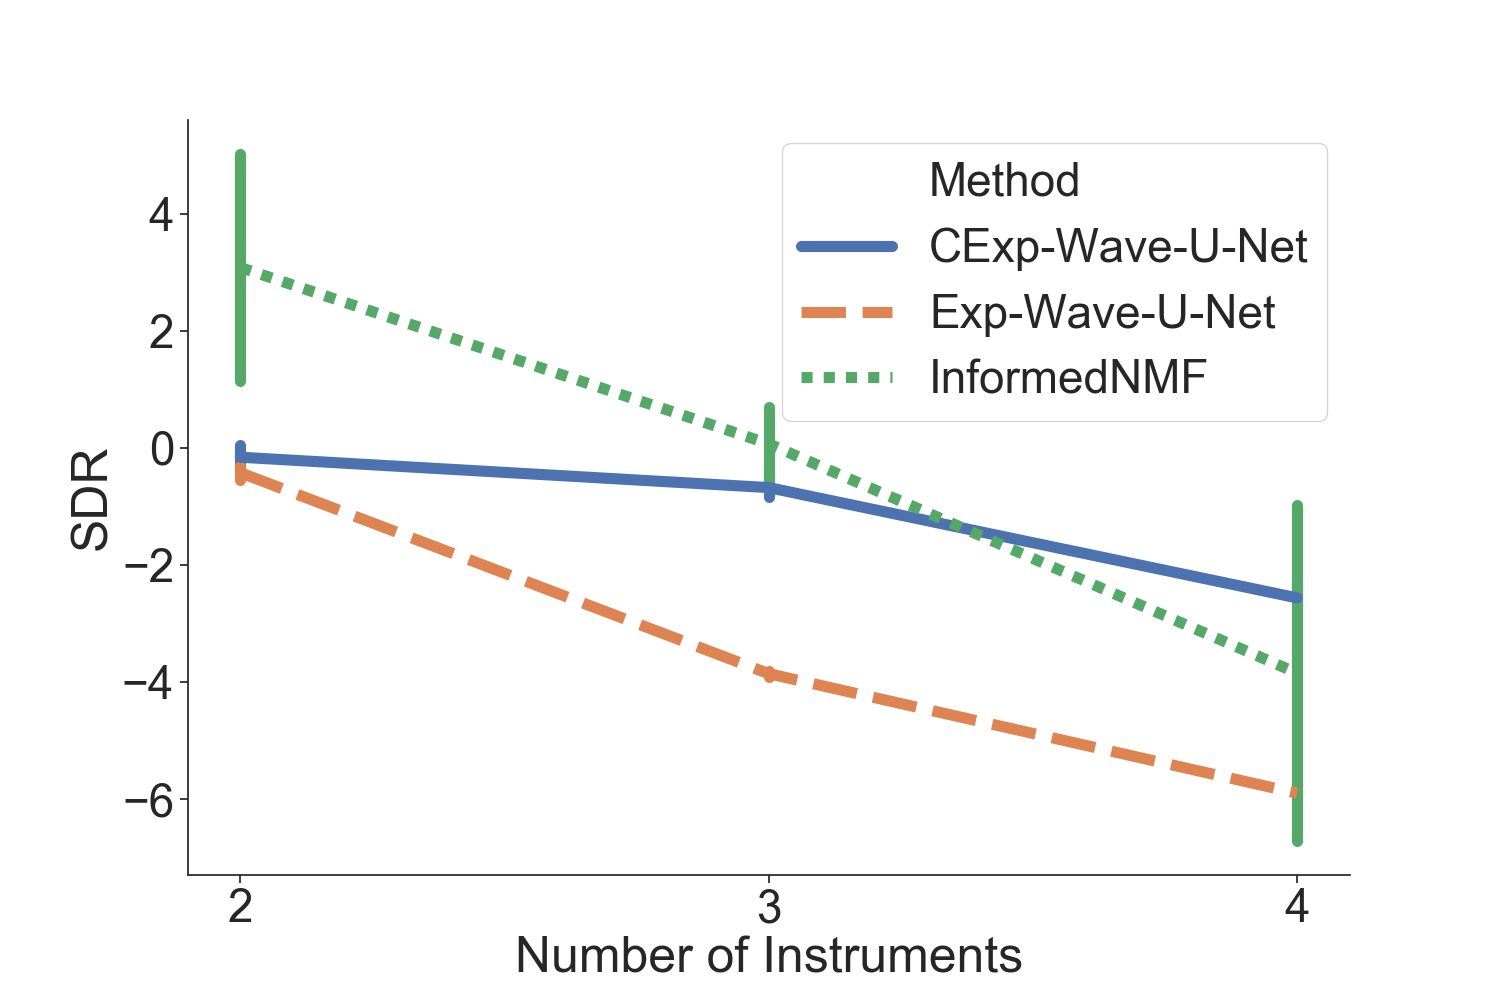 Method
CExp-Wave-U-Net
Exp-Wave-U-Net
InformedNMF
SDR
4
2
0
−2
−4
−6
2 3 4
Number of Instruments